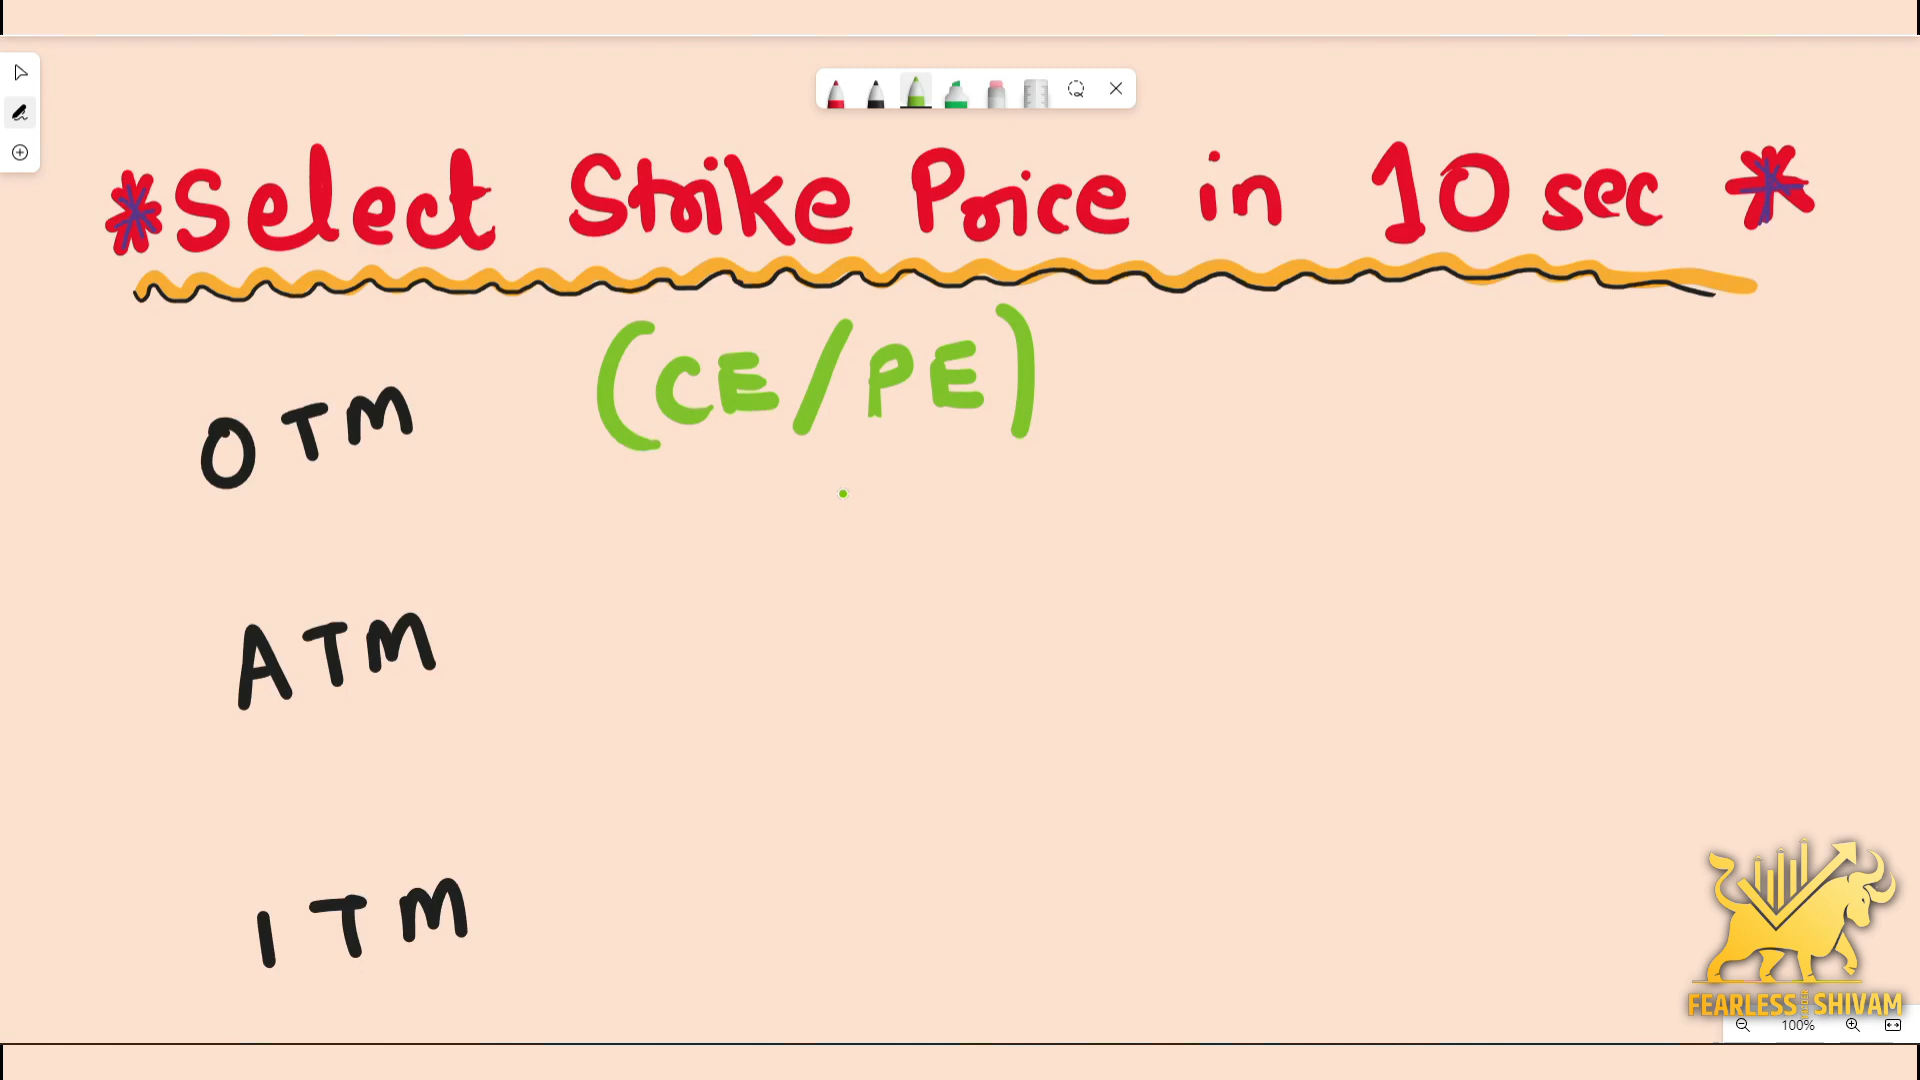 *Select Strike Price in 10 sec *
(CE/PE)
OTM
ATM
ITM
FEARLESS SHIVAM
100%